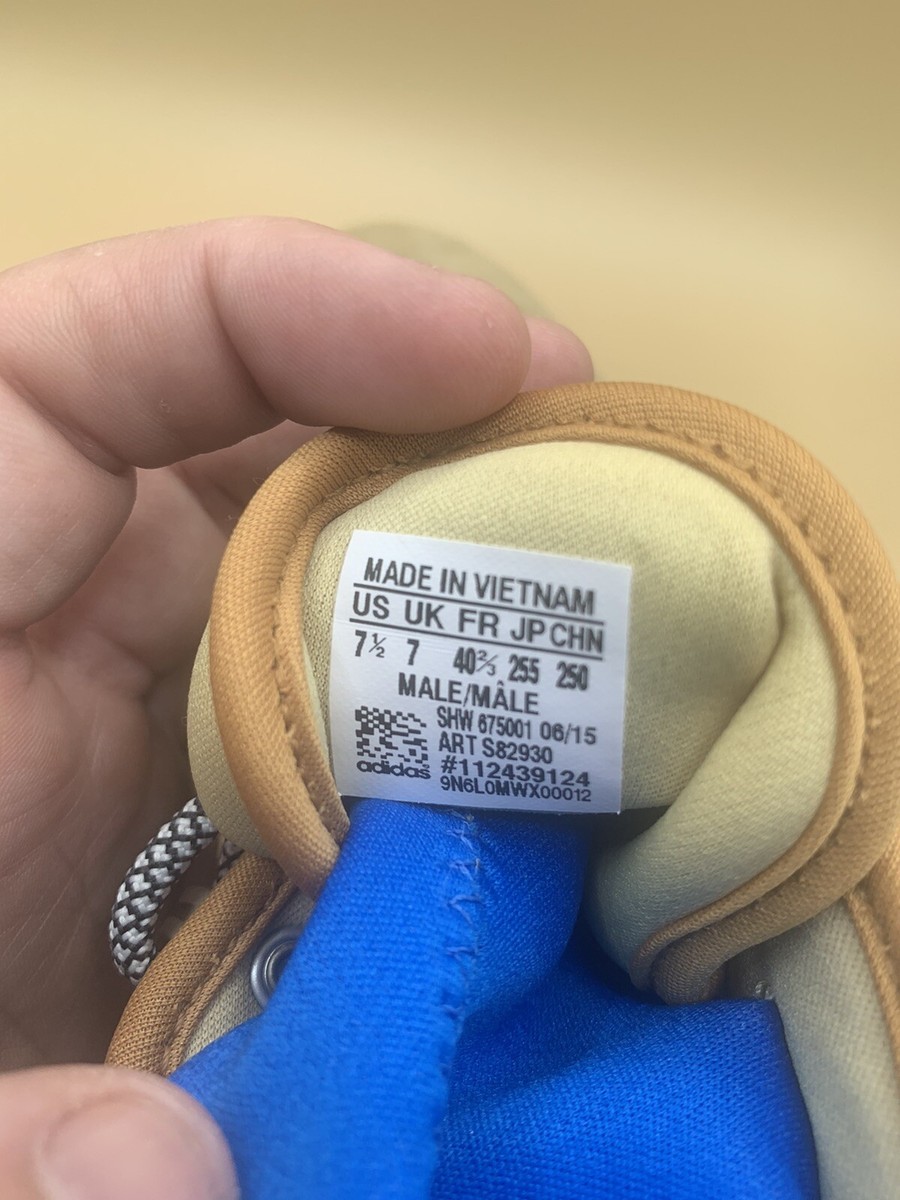 MADE IN VIETNAM
US UK FR JP CHN
7½ 7 40⅔ 255 250
MALE/MÂLE
SHW 675001 06/15
ART S82930
adidas #112439124
9N6L0MWX00012